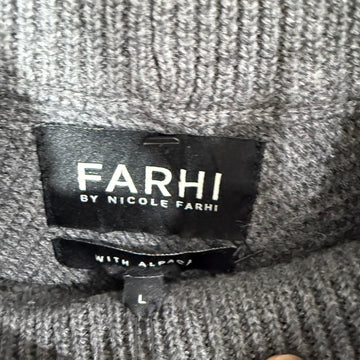 FARHI
BY NICOLE FARHI
WITH ALPACA
L